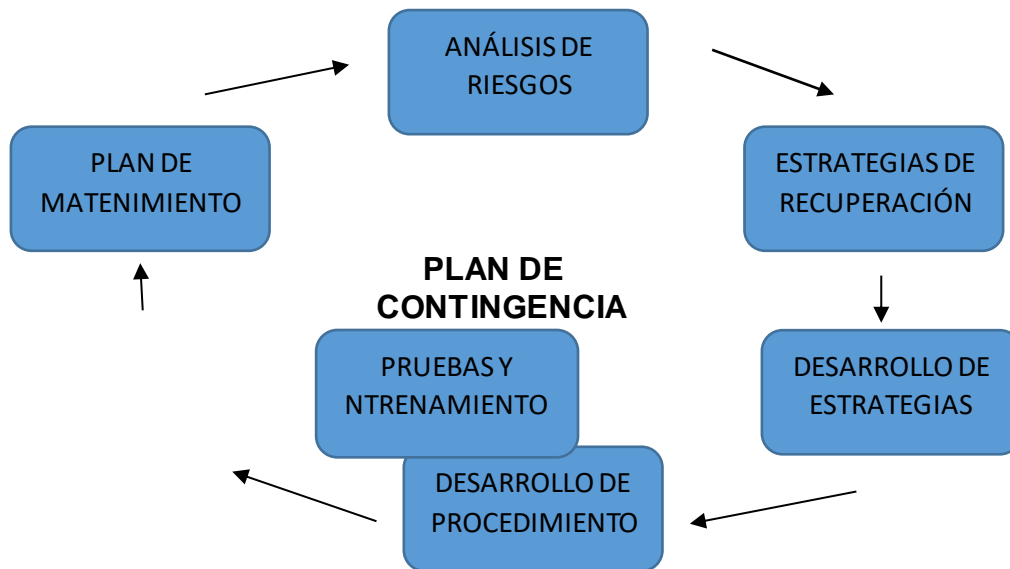 ANÁLISIS DE
RIESGOS
PLAN DE
MATENIMIENTO
ESTRATEGIAS DE
RECUPERACIÓN
PLAN DE
CONTINGENCIA
PRUEBAS Y
NTRENAMIENTO
DESARROLLO DE
ESTRATEGIAS
DESARROLLO DE
PROCEDIMIENTO